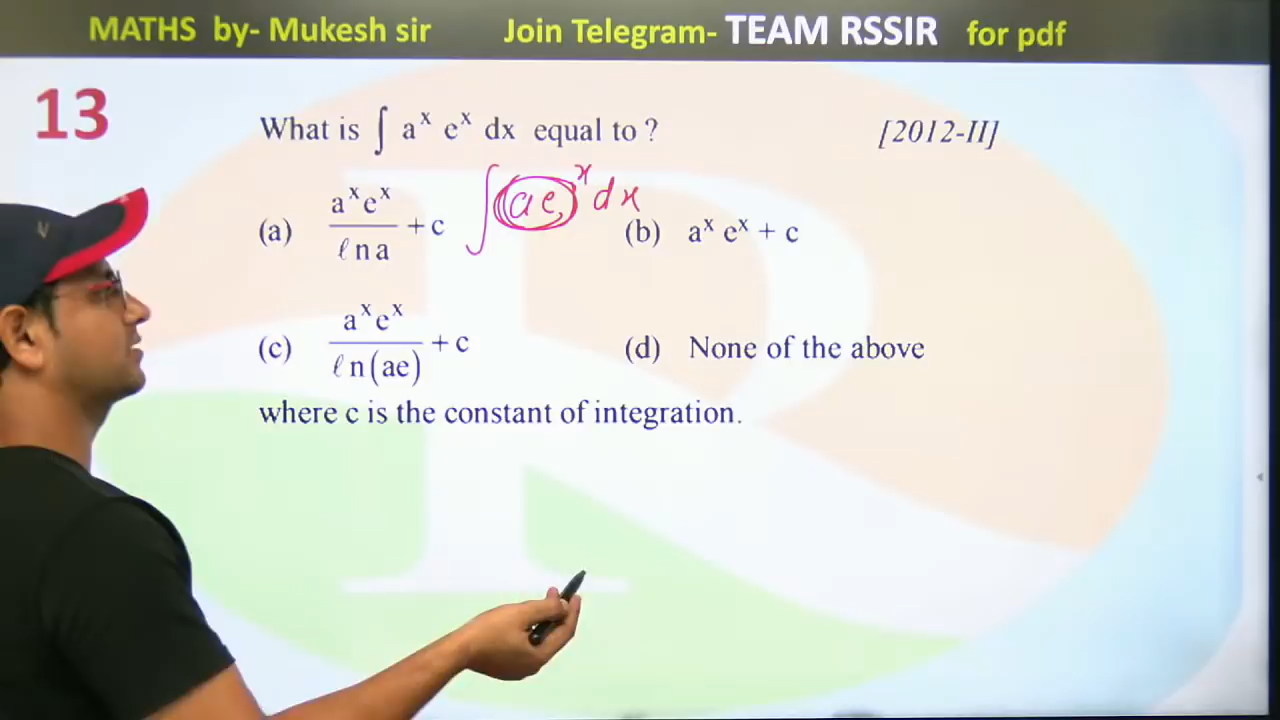 MATHS by- Mukesh sir Join Telegram- TEAM RSSIR for pdf
13
What is ∫ aˣ eˣ dx equal to ? [2012-II]
∫(ae)ˣ dx
(a) aˣeˣ / ℓn a + c (b) aˣ eˣ + c
(c) aˣeˣ / ℓn(ae) + c (d) None of the above
where c is the constant of integration.